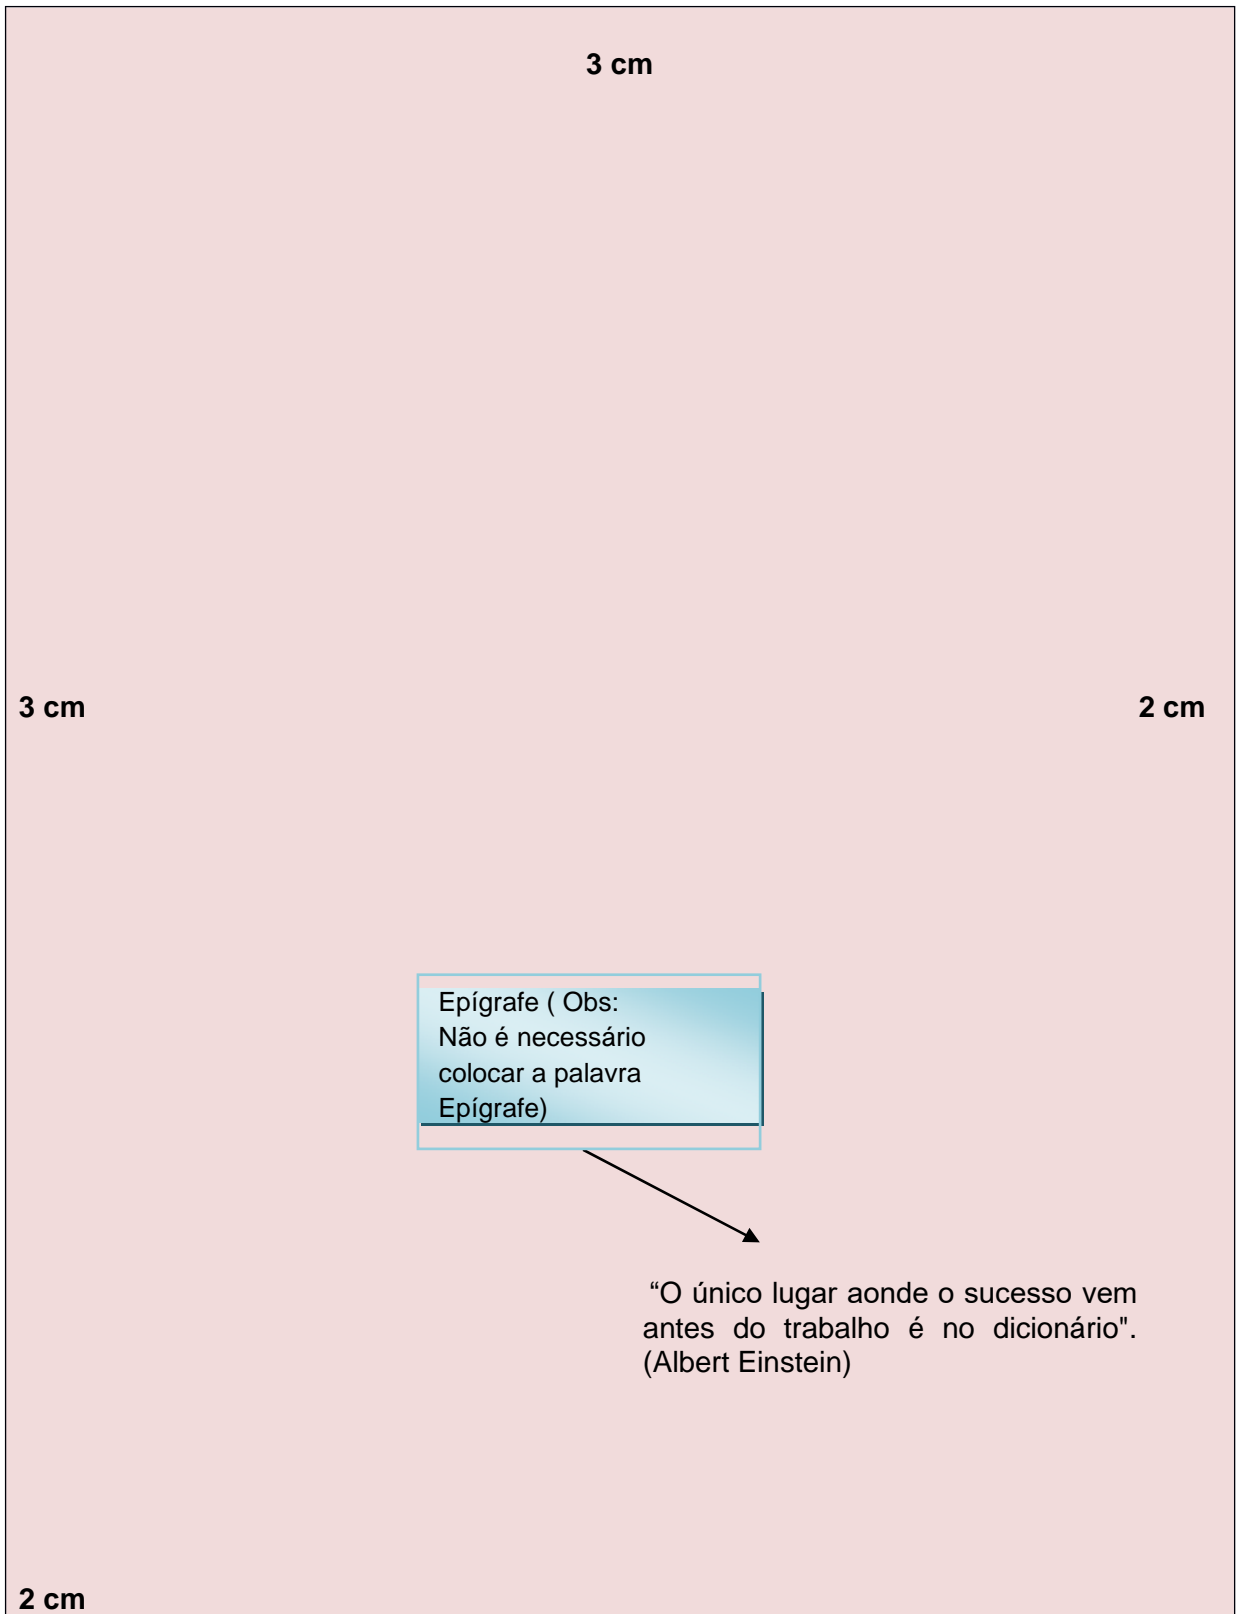 3 cm
3 cm
2 cm
Epígrafe ( Obs:
Não é necessário
colocar a palavra
Epígrafe)
“O único lugar aonde o sucesso vem
antes do trabalho é no dicionário".
(Albert Einstein)
2 cm